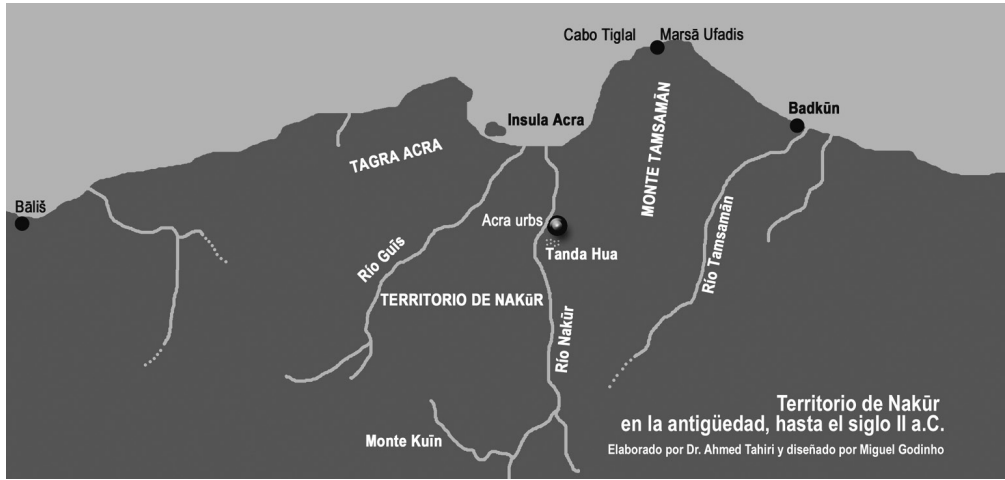 Cabo Tiglal
Marsā Ufadis
Insula Acra
Badkūn
TAGRA ACRA
MONTE TAMSAMĀN
Bāliš
Acra urbs
Tanda Hua
Río Guīs
Río Tamsamān
TERRITORIO DE NAKūR
Río Nakūr
Monte Kuīn
Territorio de Nakūr
en la antigüedad, hasta el siglo II a.C.
Elaborado por Dr. Ahmed Tahiri y diseñado por Miguel Godinho